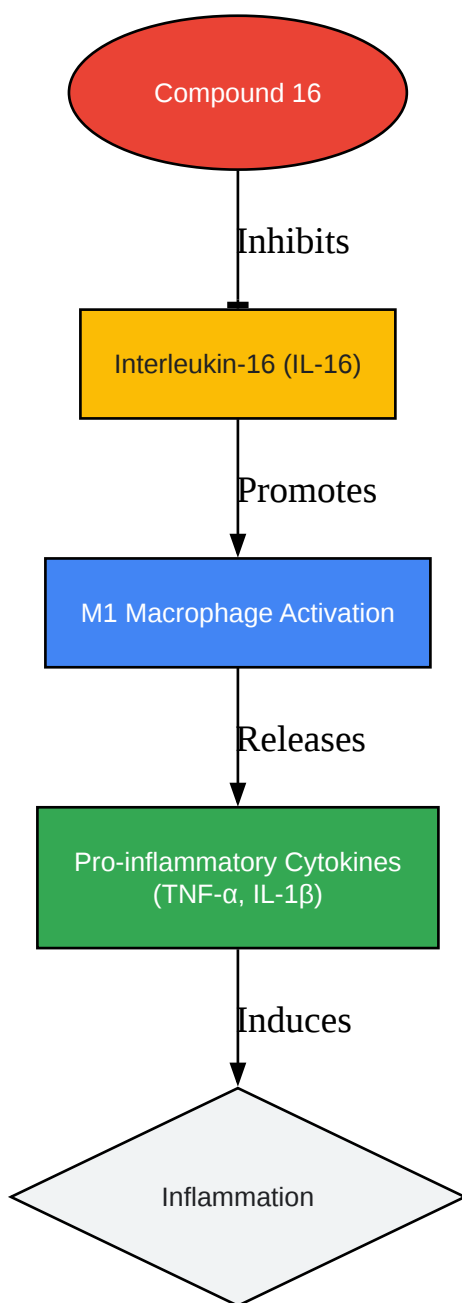 Compound 16
Inhibits
Interleukin-16 (IL-16)
Promotes
M1 Macrophage Activation
Releases
Pro-inflammatory Cytokines
(TNF-α, IL-1β)
Induces
Inflammation